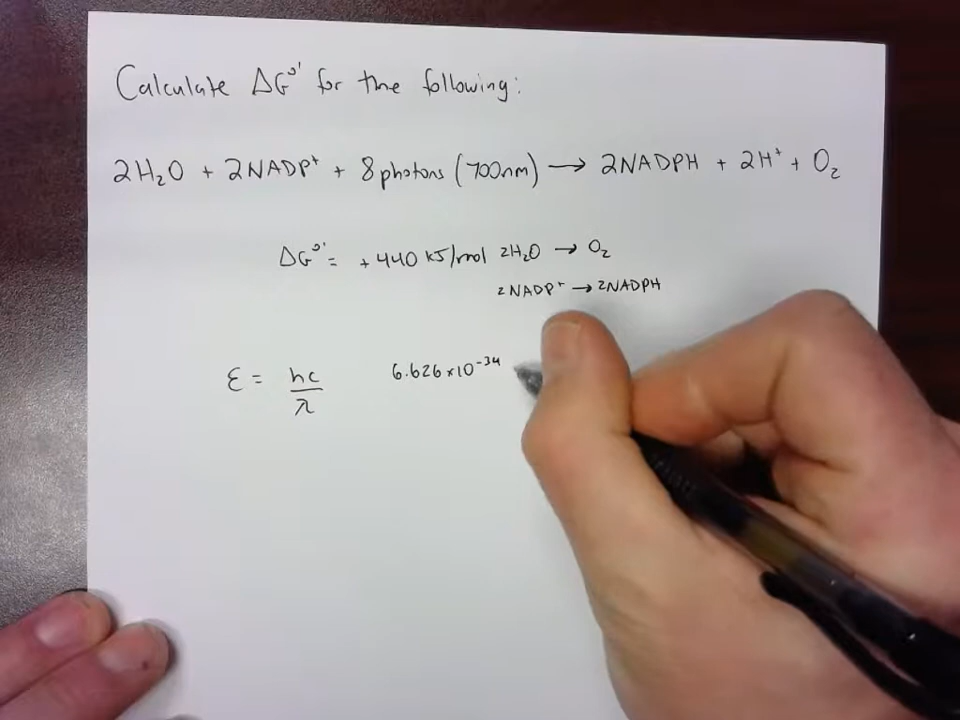 Calculate ΔG°' for the following:
2H₂O + 2NADP⁺ + 8 photons (700nm) → 2NADPH + 2H⁺ + O₂
ΔG°' = +440 kJ/mol 2H₂O → O₂
2NADP⁺ → 2NADPH
E = hc/λ 6.626×10⁻³⁴